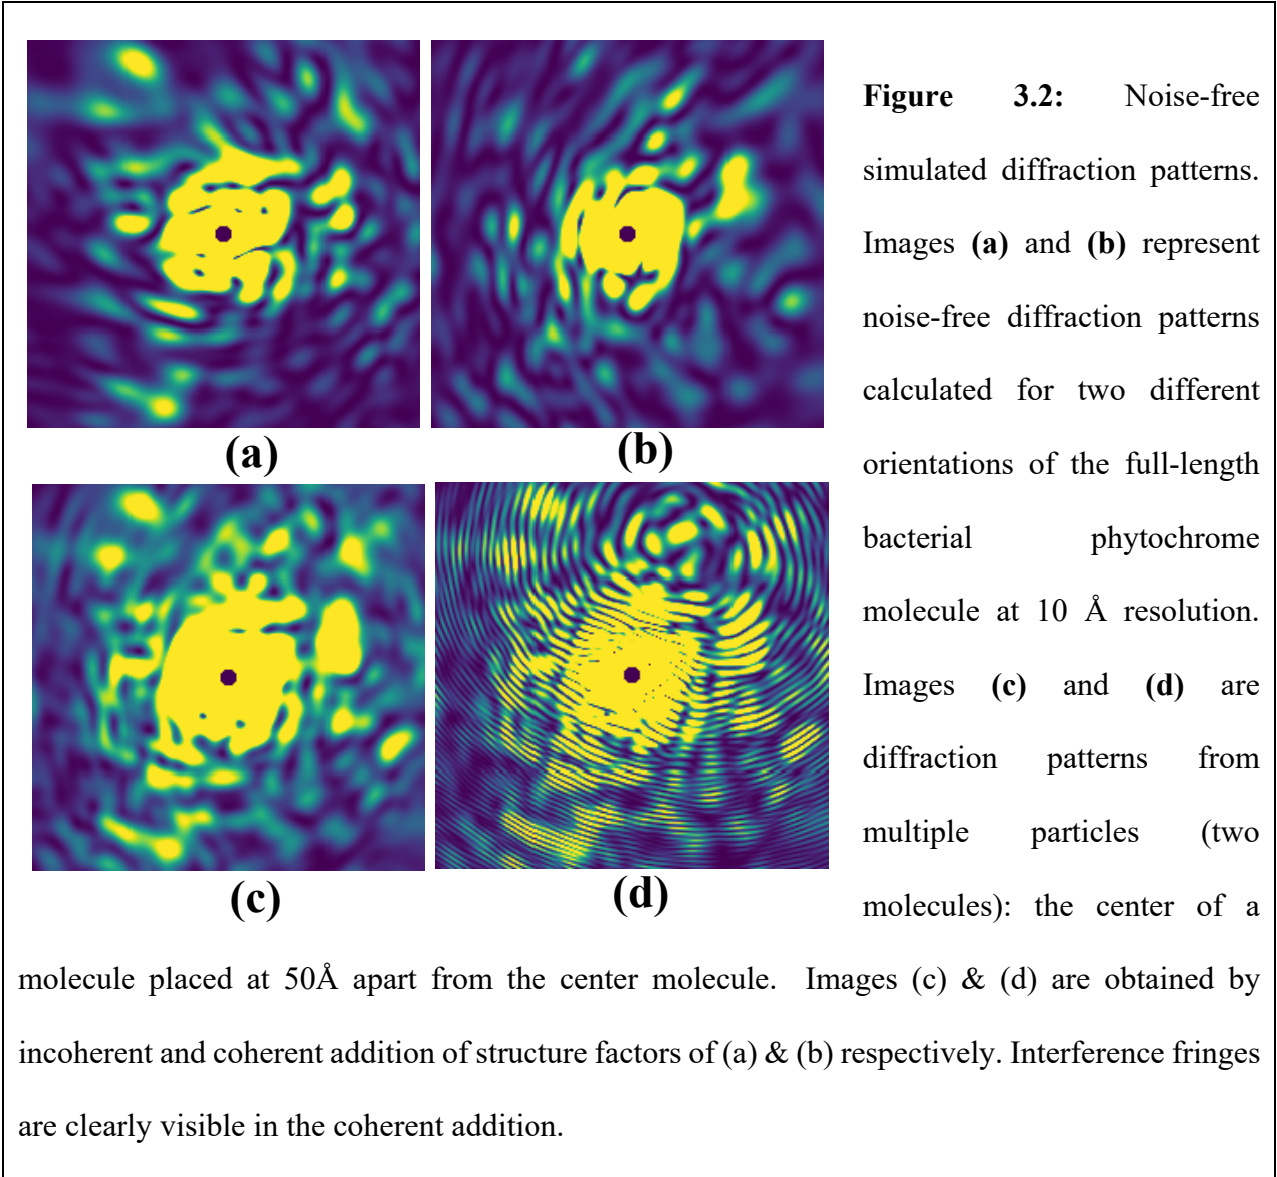 (a)
(b)
(c)
(d)
Figure 3.2: Noise-free
simulated diffraction patterns.
Images (a) and (b) represent
noise-free diffraction patterns
calculated for two different
orientations of the full-length
bacterial phytochrome
molecule at 10 Å resolution.
Images (c) and (d) are
diffraction patterns from
multiple particles (two
molecules): the center of a
molecule placed at 50Å apart from the center molecule. Images (c) & (d) are obtained by
incoherent and coherent addition of structure factors of (a) & (b) respectively. Interference fringes
are clearly visible in the coherent addition.